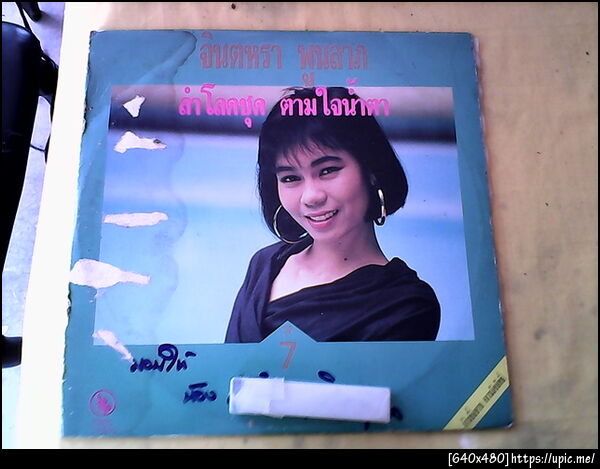 จินตหรา พูนลาภ
ลำโลดชุด ตามใจน้ำตา
7
มอบให้
น้อง
[640x480]https://upic.me/